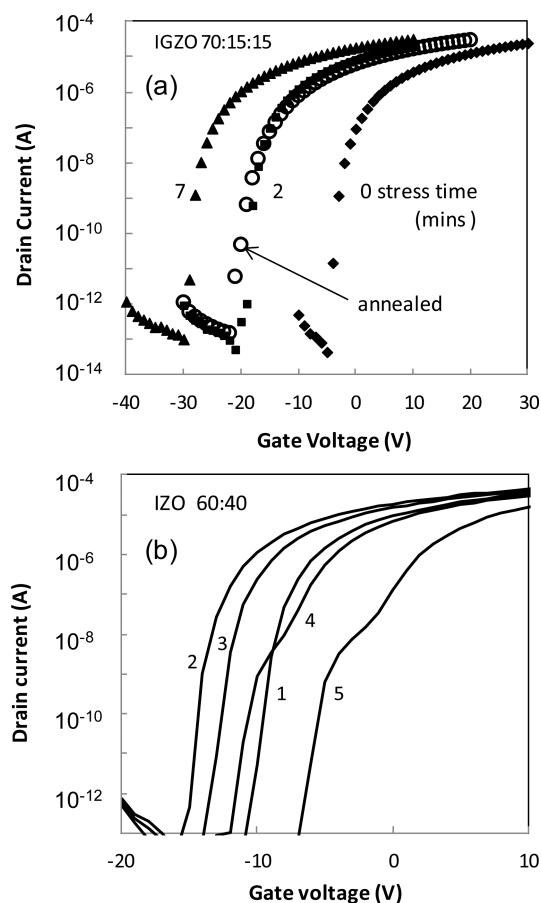 10⁻⁴
IGZO 70:15:15
(a)
10⁻⁶
10⁻⁸
7
2
0 stress time
(mins )
10⁻¹⁰
annealed
10⁻¹²
10⁻¹⁴
Drain Current (A)
-40 -30 -20 -10 0 10 20 30
Gate Voltage (V)
10⁻⁴
IZO 60:40
(b)
10⁻⁶
10⁻⁸
2 3 1 4 5
10⁻¹⁰
10⁻¹²
Drain current (A)
-20 -10 0 10
Gate voltage (V)